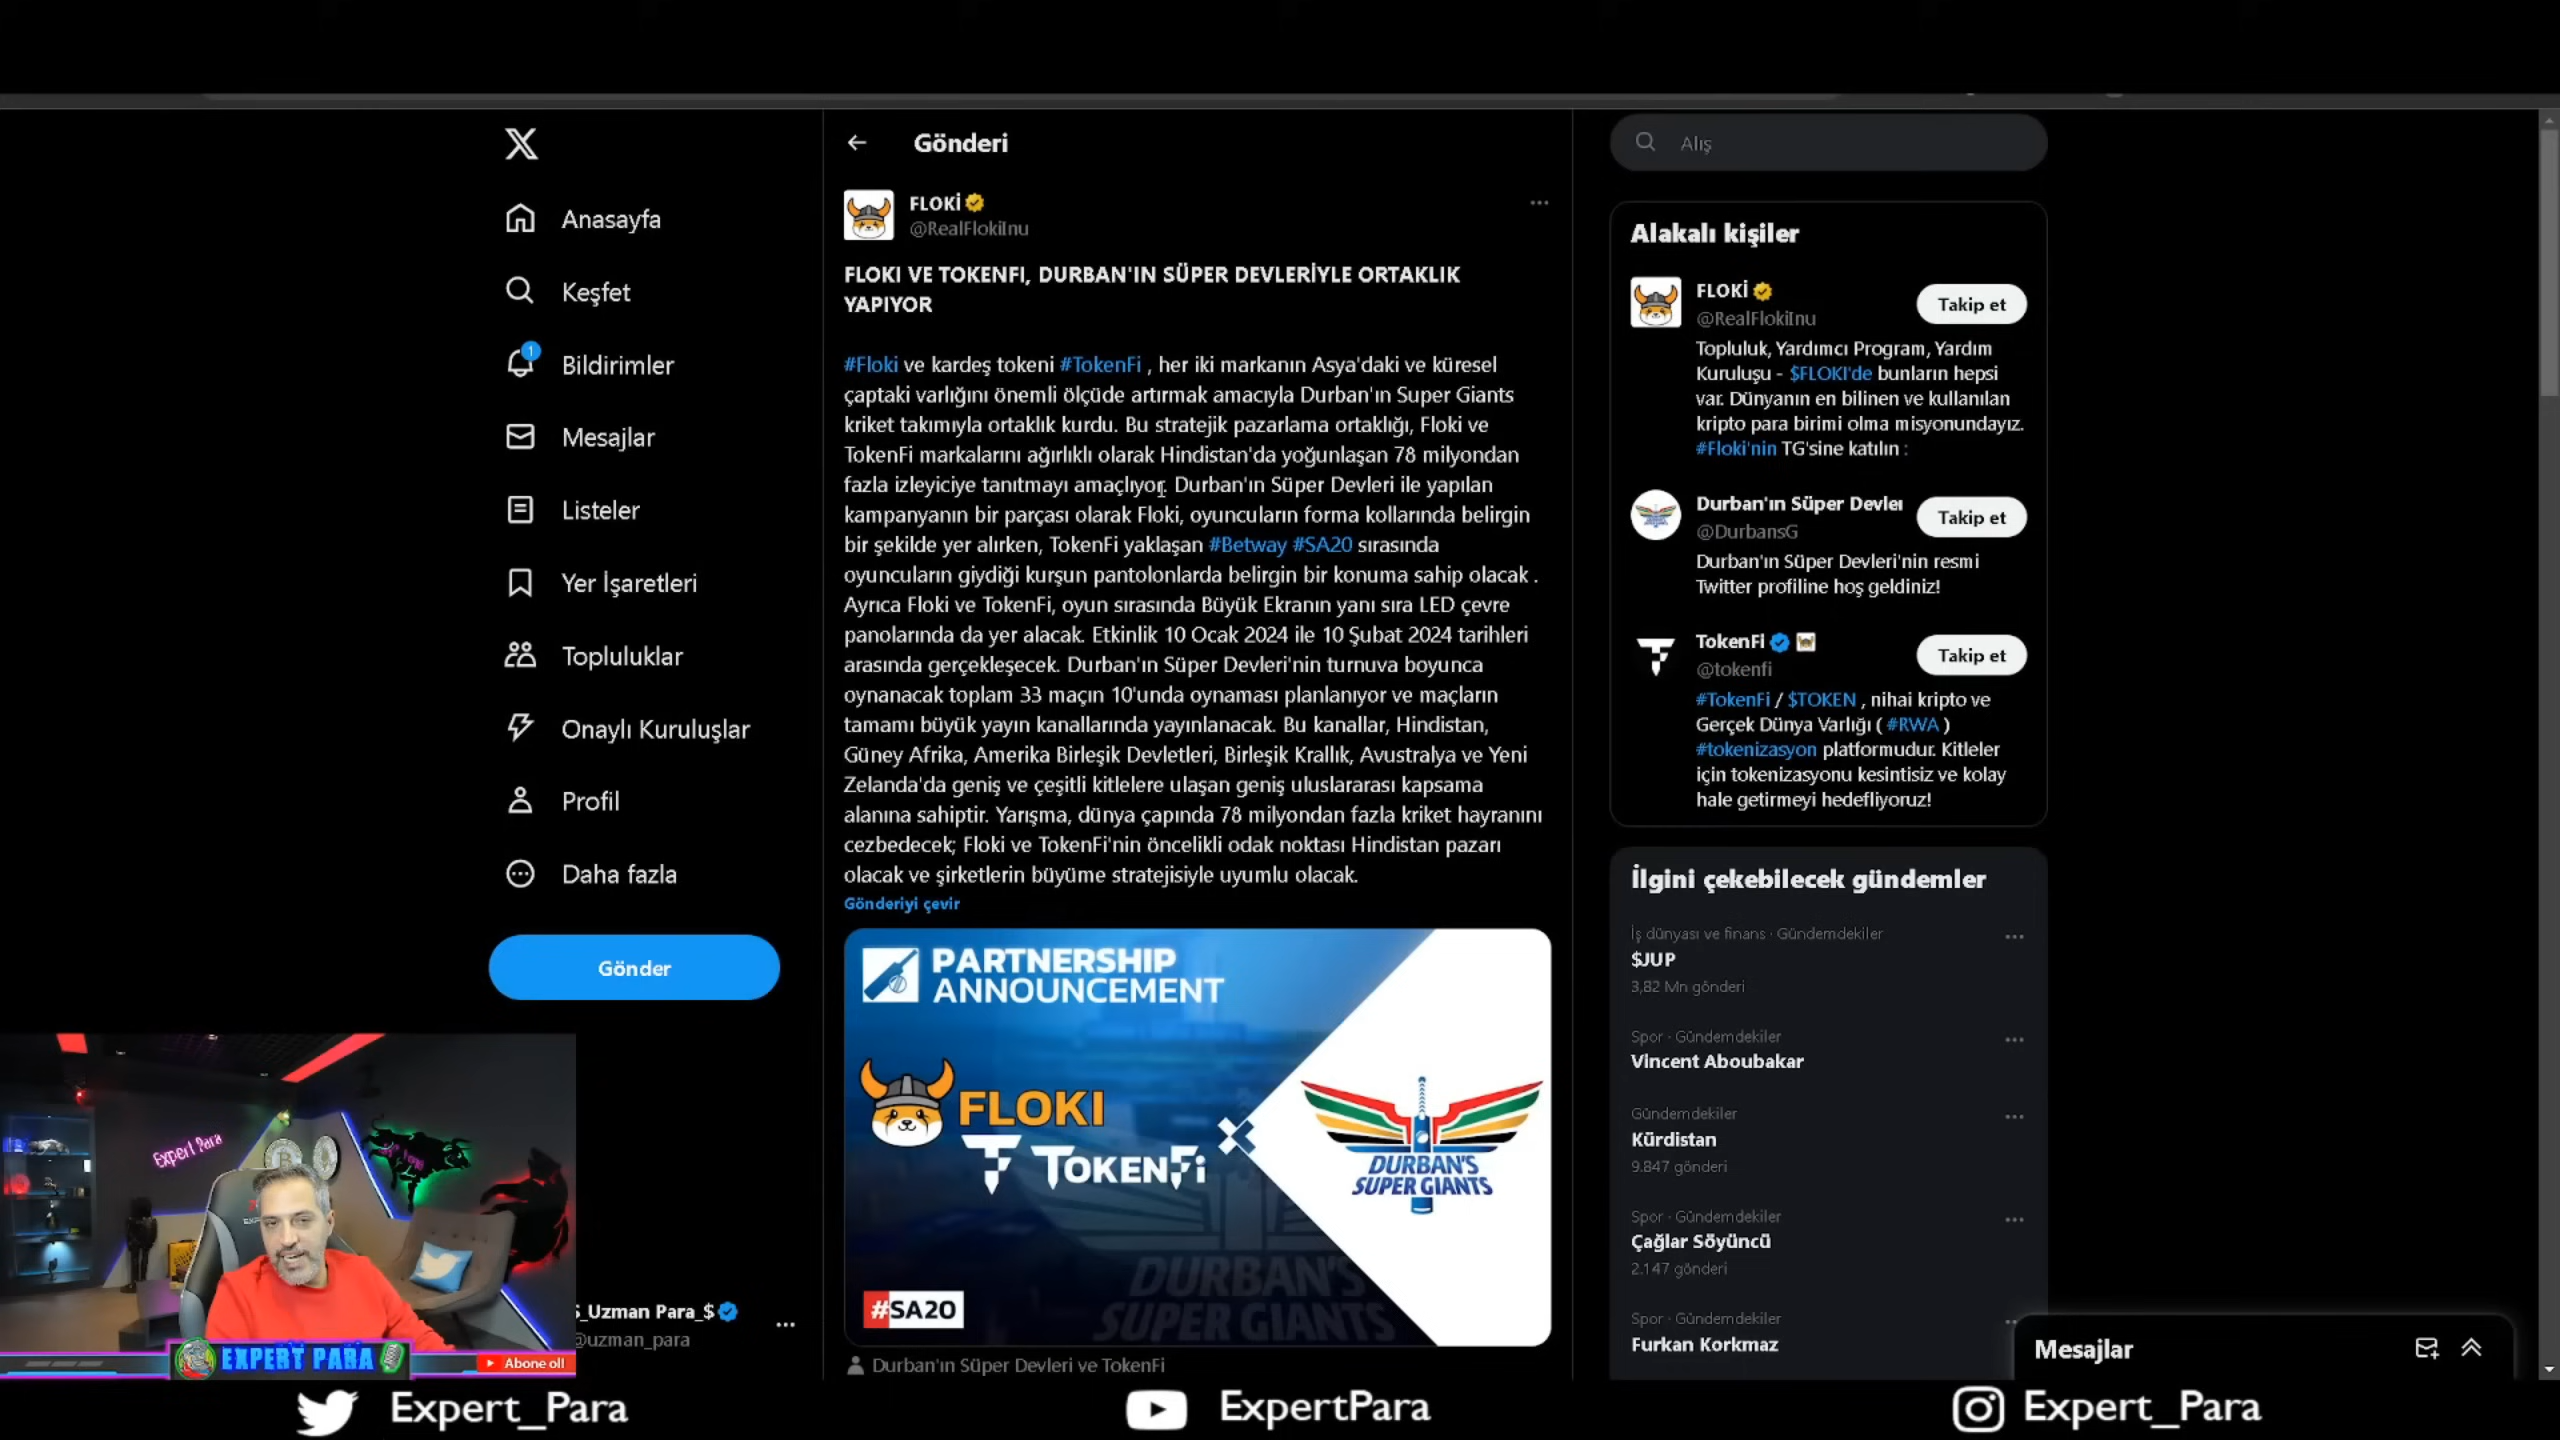 Anasayfa
Keşfet
1
Bildirimler
Mesajlar
Listeler
Yer İşaretleri
Topluluklar
Onaylı Kuruluşlar
Profil
Daha fazla
Gönder
Gönderi
FLOKİ
@RealFlokiInu
FLOKI VE TOKENFI, DURBAN'IN SÜPER DEVLERİYLE ORTAKLIK
YAPIYOR
#Floki ve kardeş tokeni #TokenFi , her iki markanın Asya'daki ve küresel
çaptaki varlığını önemli ölçüde artırmak amacıyla Durban'ın Super Giants
kriket takımıyla ortaklık kurdu. Bu stratejik pazarlama ortaklığı, Floki ve
TokenFi markalarını ağırlıklı olarak Hindistan'da yoğunlaşan 78 milyondan
fazla izleyiciye tanıtmayı amaçlıyor. Durban'ın Süper Devleri ile yapılan
kampanyanın bir parçası olarak Floki, oyuncuların forma kollarında belirgin
bir şekilde yer alırken, TokenFi yaklaşan #Betway #SA20 sırasında
oyuncuların giydiği kurşun pantolonlarda belirgin bir konuma sahip olacak .
Ayrıca Floki ve TokenFi, oyun sırasında Büyük Ekranın yanı sıra LED çevre
panolarında da yer alacak. Etkinlik 10 Ocak 2024 ile 10 Şubat 2024 tarihleri
arasında gerçekleşecek. Durban'ın Süper Devleri'nin turnuva boyunca
oynanacak toplam 33 maçın 10'unda oynaması planlanıyor ve maçların
tamamı büyük yayın kanallarında yayınlanacak. Bu kanallar, Hindistan,
Güney Afrika, Amerika Birleşik Devletleri, Birleşik Krallık, Avustralya ve Yeni
Zelanda'da geniş ve çeşitli kitlelere ulaşan geniş uluslararası kapsama
alanına sahiptir. Yarışma, dünya çapında 78 milyondan fazla kriket hayranını
cezbedecek; Floki ve TokenFi'nin öncelikli odak noktası Hindistan pazarı
olacak ve şirketlerin büyüme stratejisiyle uyumlu olacak.
Gönderiyi çevir
PARTNERSHIP
ANNOUNCEMENT
FLOKI
TOKENFI
DURBAN'S
SUPER GIANTS
DURBAN'S
SUPER GIANTS
#SA20
Durban'ın Süper Devleri ve TokenFi
Alış
Alakalı kişiler
FLOKİ
@RealFlokiInu
Takip et
Topluluk, Yardımcı Program, Yardım
Kuruluşu - $FLOKI'de bunların hepsi
var. Dünyanın en bilinen ve kullanılan
kripto para birimi olma misyonundayız.
#Floki'nin TG'sine katılın :
Durban'ın Süper Devler
@DurbansG
Takip et
Durban'ın Süper Devleri'nin resmi
Twitter profiline hoş geldiniz!
TokenFi
@tokenfi
Takip et
#TokenFi / $TOKEN , nihai kripto ve
Gerçek Dünya Varlığı ( #RWA )
#tokenizasyon platformudur. Kitleler
için tokenizasyonu kesintisiz ve kolay
hale getirmeyi hedefliyoruz!
İlgini çekebilecek gündemler
İş dünyası ve finans · Gündemdekiler
$JUP
3,82 Mn gönderi
Spor · Gündemdekiler
Vincent Aboubakar
Gündemdekiler
Kürdistan
9.847 gönderi
Spor · Gündemdekiler
Çağlar Söyüncü
2.147 gönderi
Spor · Gündemdekiler
Furkan Korkmaz
Mesajlar
Expert Para
$_Uzman Para_$
@uzman_para
EXPERT PARA
Abone ol!
Expert_Para
ExpertPara
Expert_Para